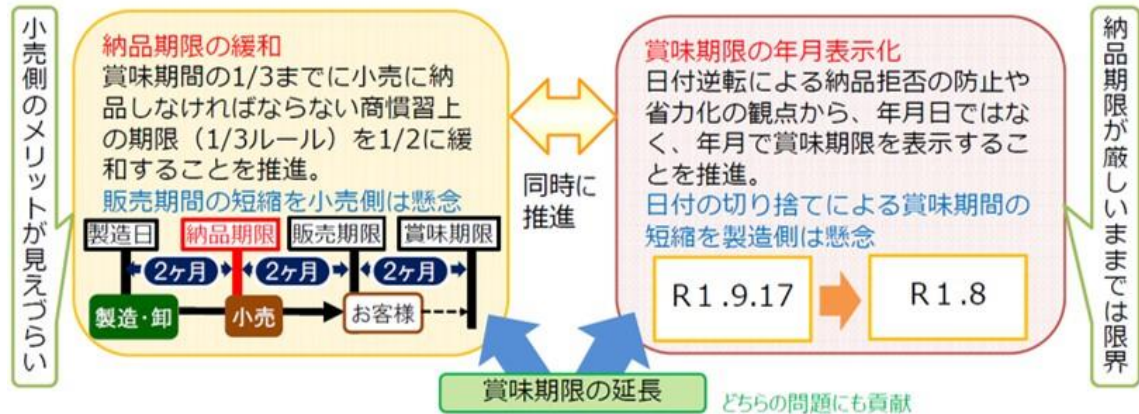 小売側のメリットが見えづらい
納品期限の緩和
賞味期間の1/3までに小売に納
品しなければならない商慣習上
の期限（1/3ルール）を1/2に緩
和することを推進。
販売期間の短縮を小売側は懸念
製造日 納品期限 販売期限 賞味期限
2ヶ月 2ヶ月 2ヶ月
製造・卸 小売 お客様
同時に
推進
賞味期限の年月表示化
日付逆転による納品拒否の防止や
省力化の観点から、年月日ではな
く、年月で賞味期限を表示するこ
とを推進。
日付の切り捨てによる賞味期間の
短縮を製造側は懸念
R1.9.17 R1.8
納品期限が厳しいままでは限界
賞味期限の延長
どちらの問題にも貢献